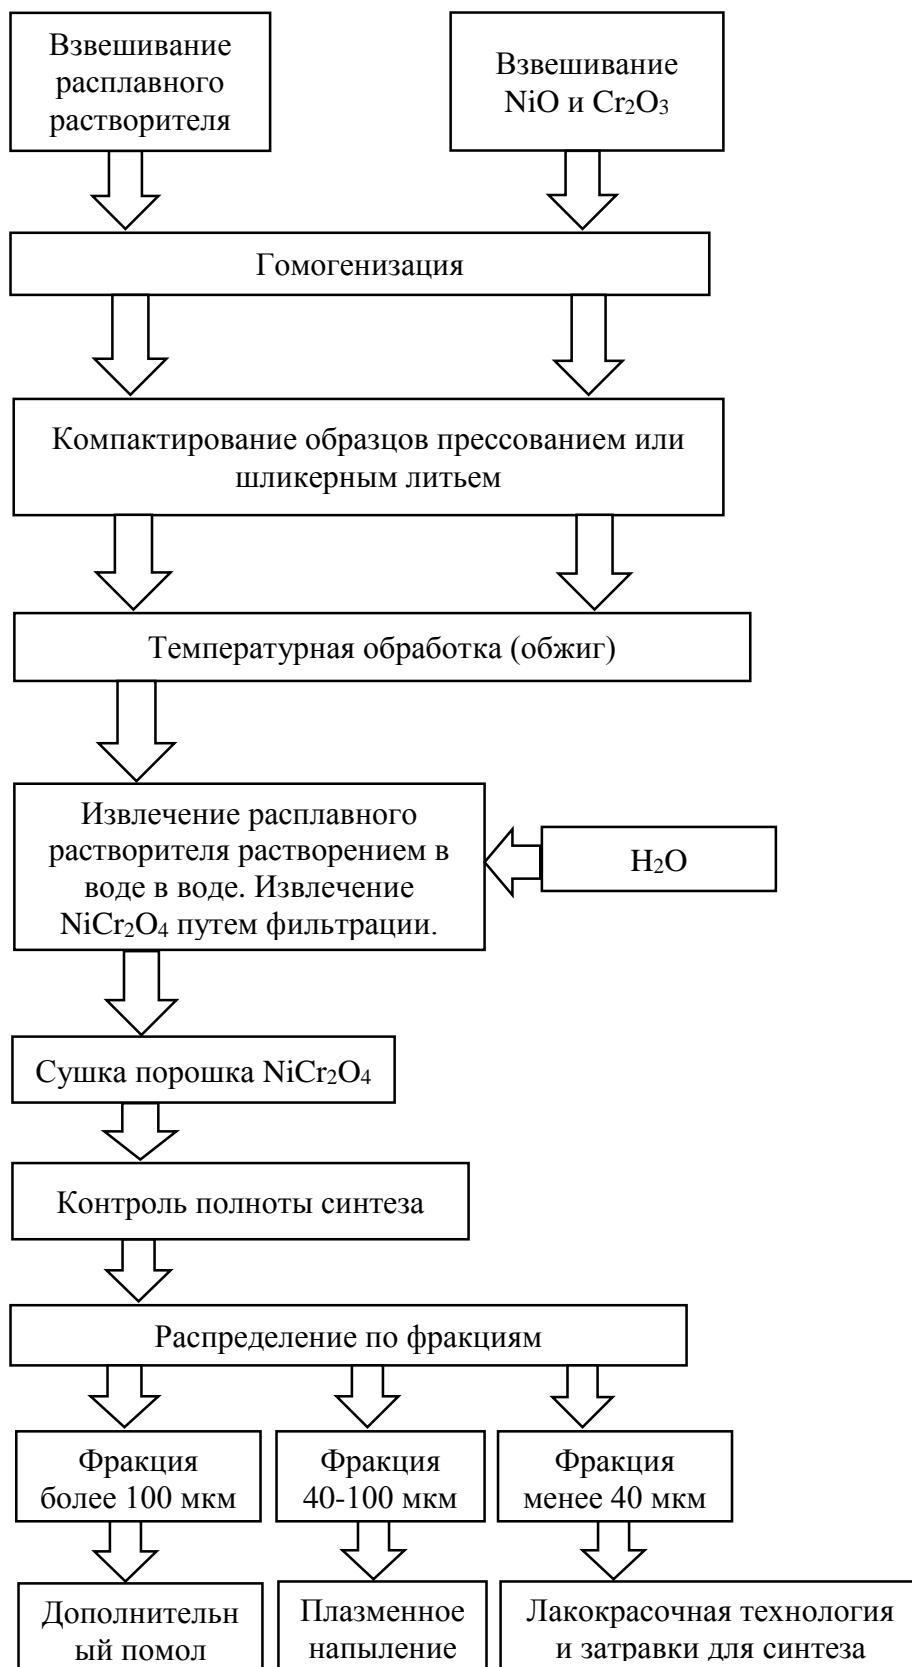 Взвешивание
расплавного
растворителя
Взвешивание
NiO и Cr₂O₃
Гомогенизация
Компактирование образцов прессованием или
шликерным литьем
Температурная обработка (обжиг)
Извлечение расплавного
растворителя растворением в
воде в воде. Извлечение
NiCr₂O₄ путем фильтрации.
H₂O
Сушка порошка NiCr₂O₄
Контроль полноты синтеза
Распределение по фракциям
Фракция
более 100 мкм
Фракция
40-100 мкм
Фракция
менее 40 мкм
Дополнительн
ый помол
Плазменное
напыление
Лакокрасочная технология
и затравки для синтеза